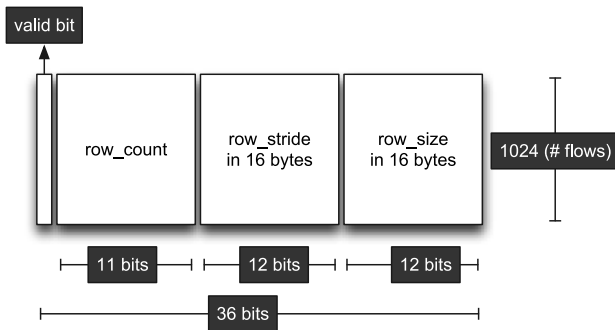 valid bit
row_count
row_stride
in 16 bytes
row_size
in 16 bytes
1024 (# flows)
11 bits
12 bits
12 bits
36 bits